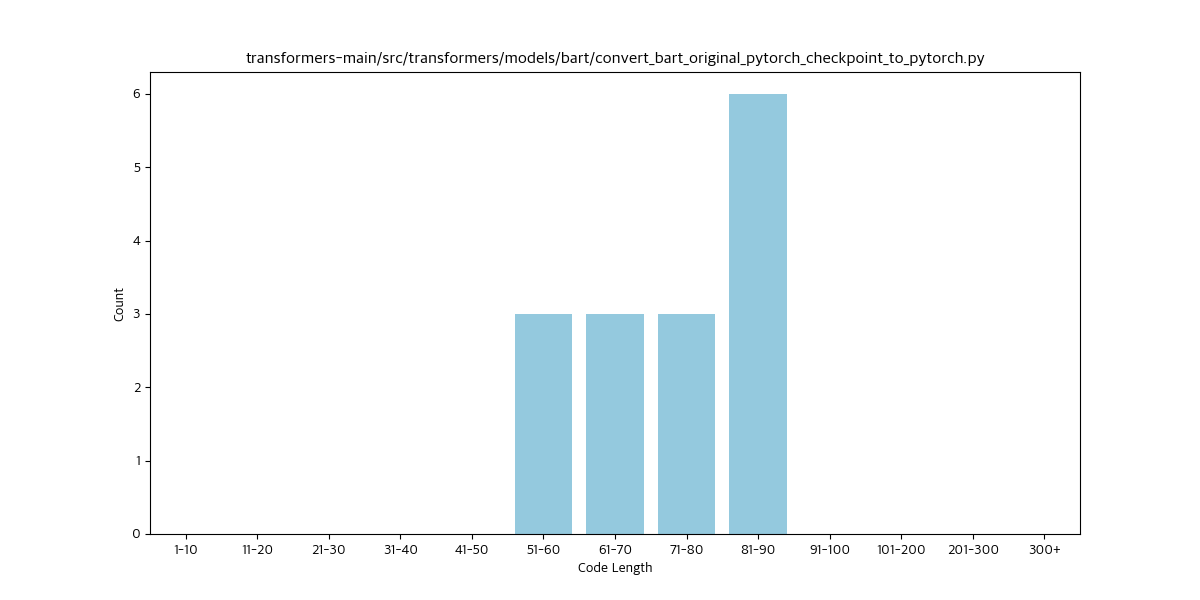 transformers-main/src/transformers/models/bart/convert_bart_original_pytorch_checkpoint_to_pytorch.py
6
5
4
3
2
1
0
Count
1-10 11-20 21-30 31-40 41-50 51-60 61-70 71-80 81-90 91-100 101-200 201-300 300+
Code Length